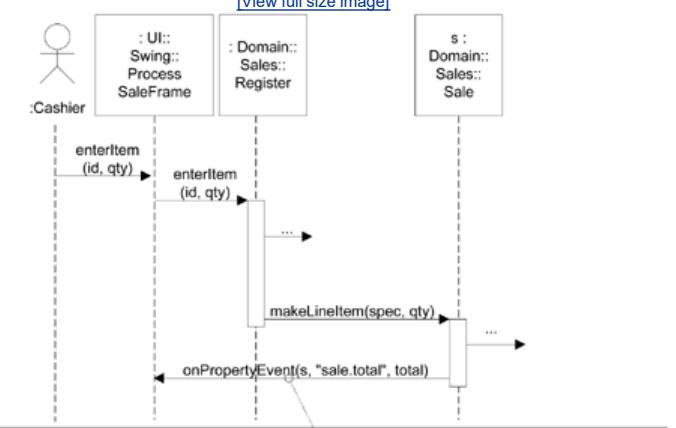 [View full size image]
: UI::
Swing::
Process
SaleFrame
: Domain::
Sales::
Register
s :
Domain::
Sales::
Sale
:Cashier
enterItem
(id, qty)
enterItem
(id, qty)
...
makeLineItem(spec, qty)
...
onPropertyEvent(s, "sale.total", total)